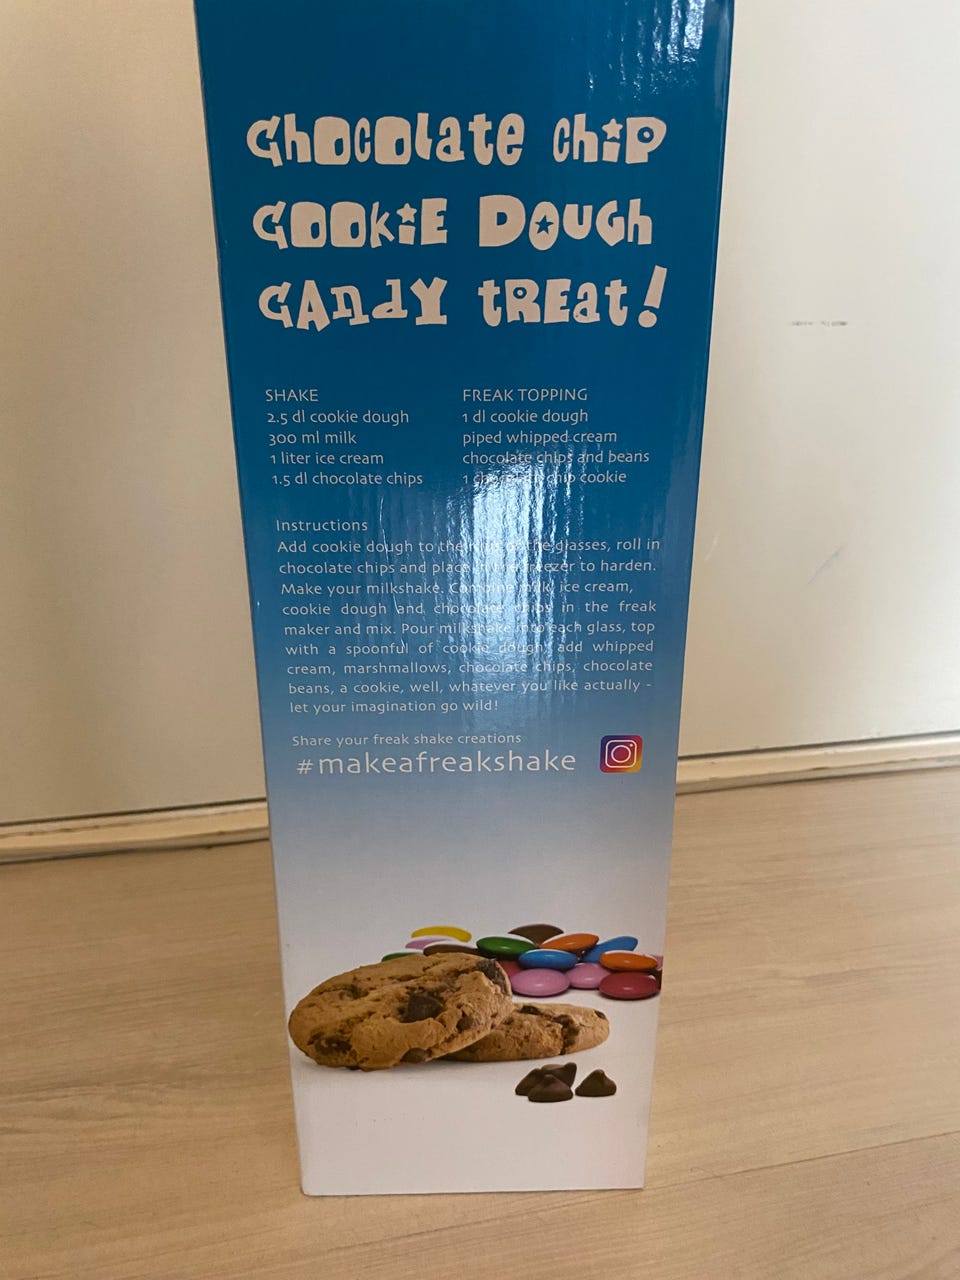 Chocolate Chip
Cookie Dough
Candy Treat!
SHAKE
2.5 dl cookie dough
300 ml milk
1 liter ice cream
1.5 dl chocolate chips
FREAK TOPPING
1 dl cookie dough
piped whipped cream
chocolate chips and beans
1 chocolate chip cookie
Instructions
Add cookie dough to the of the glasses, roll in
chocolate chips and place in the freezer to harden.
Make your milkshake. Combine milk, ice cream,
cookie dough and chocolate chips in the freak
maker and mix. Pour milkshake into each glass, top
with a spoonful of cookie dough, add whipped
cream, marshmallows, chocolate chips, chocolate
beans, a cookie, well, whatever you like actually -
let your imagination go wild!
Share your freak shake creations
#makeafreakshake